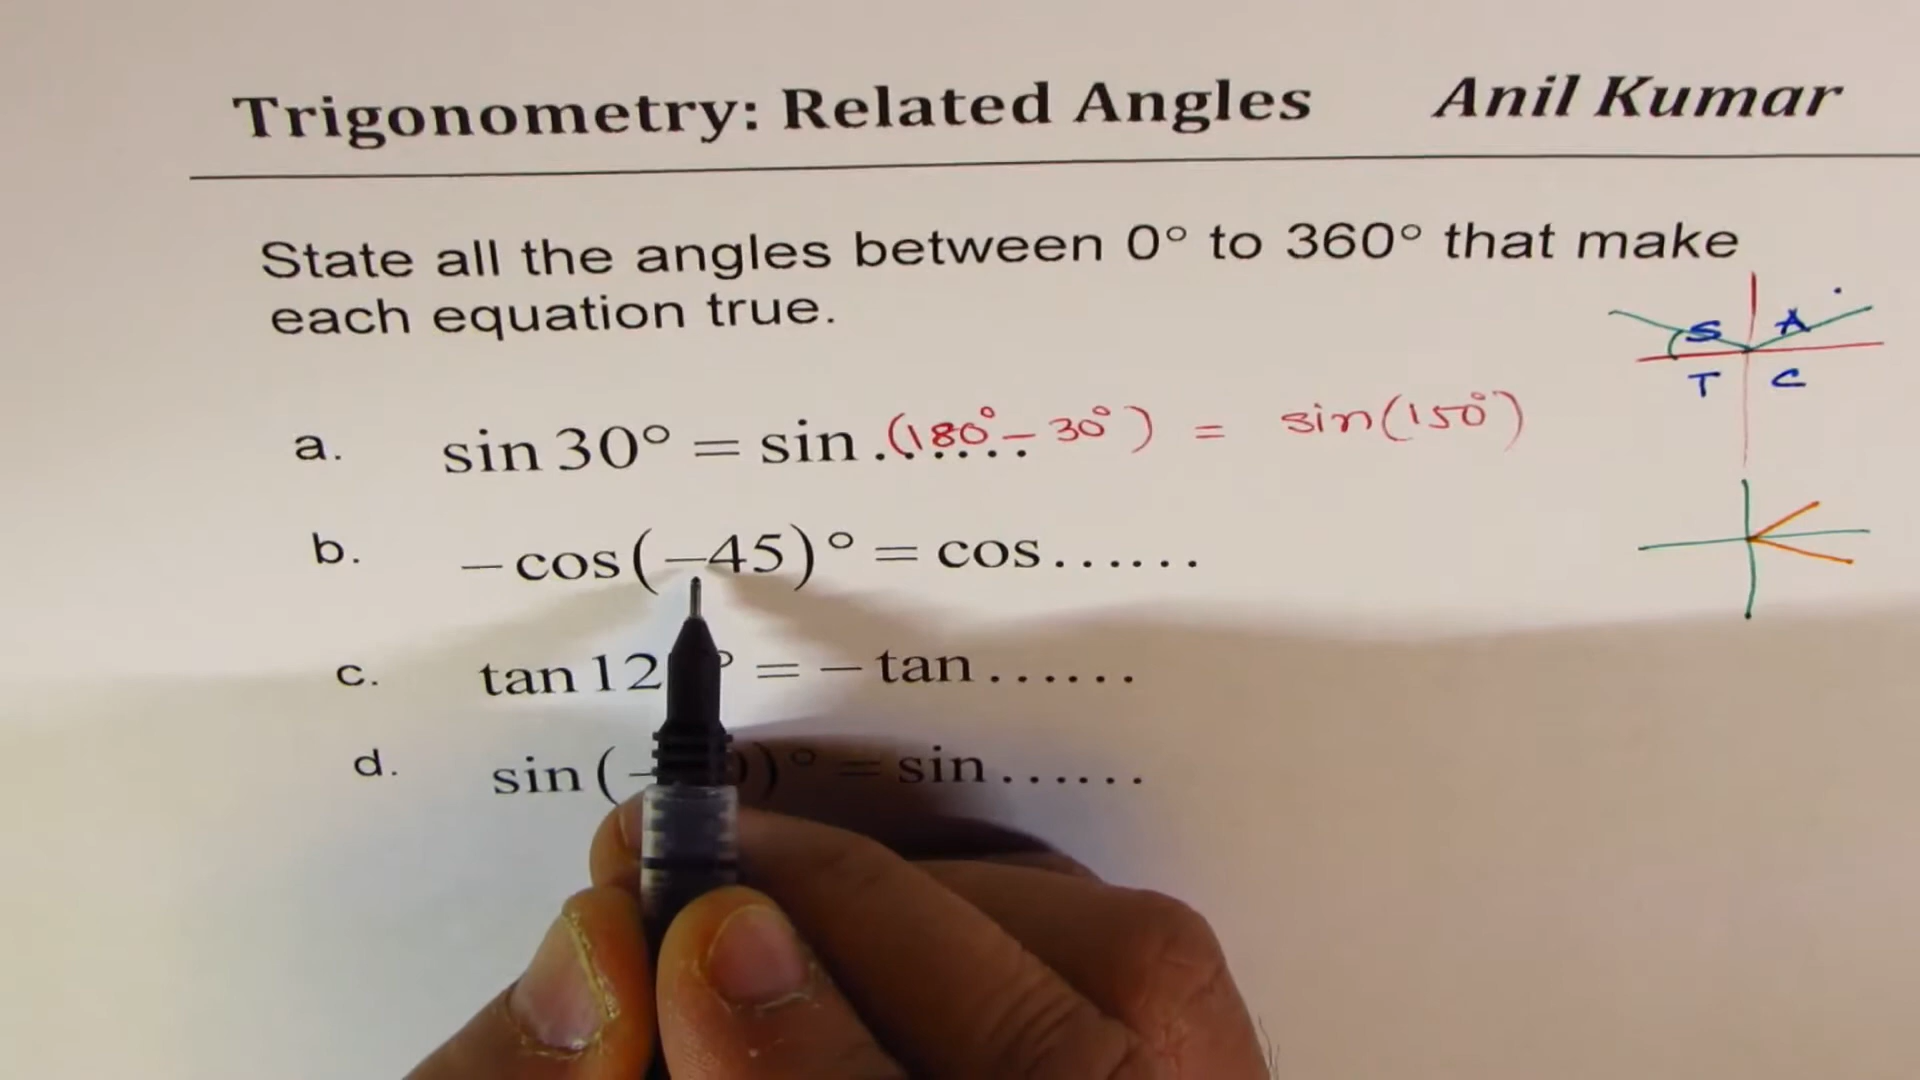 Trigonometry: Related Angles Anil Kumar
State all the angles between 0° to 360° that make
each equation true.
S A
T C
a. sin 30° = sin ...... (180° – 30°) = sin(150°)
b. – cos(–45)° = cos ......
c. tan 12 ° = – tan ......
d. sin(– )° = sin ......